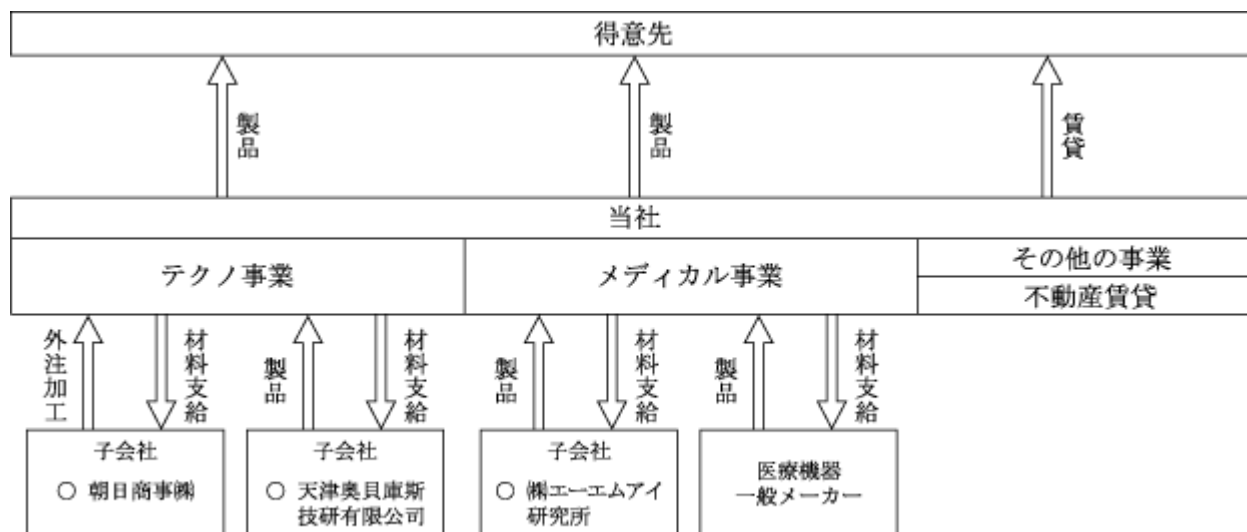 得意先
製品
製品
賃貸
当社
テクノ事業
メディカル事業
その他の事業
不動産賃貸
外注加工
材料支給
製品
材料支給
製品
材料支給
製品
材料支給
子会社
○ 朝日商事㈱
子会社
○ 天津奥貝庫斯
技研有限公司
子会社
○ ㈱エーエムアイ
研究所
医療機器
一般メーカー